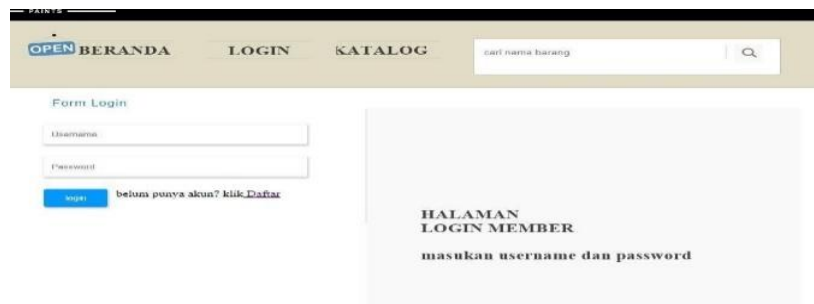 PAINTS
OPEN BERANDA LOGIN KATALOG cari nama barang
Form Login
Username
Password
login belum punya akun? klik Daftar
HALAMAN
LOGIN MEMBER
masukan username dan password